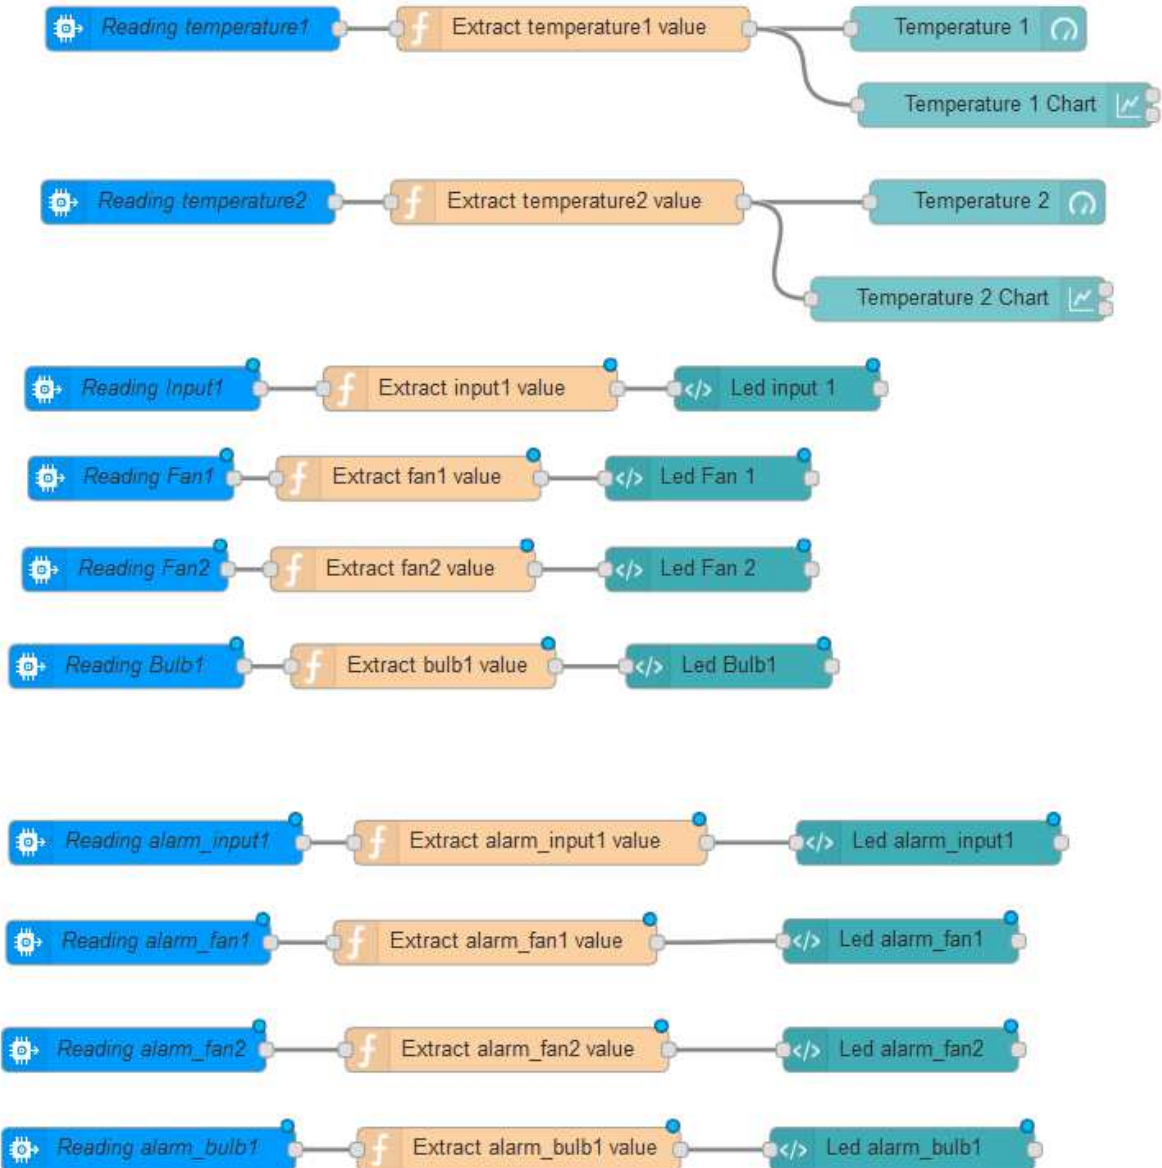 Reading temperature1 Extract temperature1 value Temperature 1
Temperature 1 Chart
Reading temperature2 Extract temperature2 value Temperature 2
Temperature 2 Chart
Reading Input1 Extract input1 value </> Led input 1
Reading Fan1 Extract fan1 value </> Led Fan 1
Reading Fan2 Extract fan2 value </> Led Fan 2
Reading Bulb1 Extract bulb1 value </> Led Bulb1
Reading alarm_input1 Extract alarm_input1 value </> Led alarm_input1
Reading alarm_fan1 Extract alarm_fan1 value </> Led alarm_fan1
Reading alarm_fan2 Extract alarm_fan2 value </> Led alarm_fan2
Reading alarm_bulb1 Extract alarm_bulb1 value </> Led alarm_bulb1